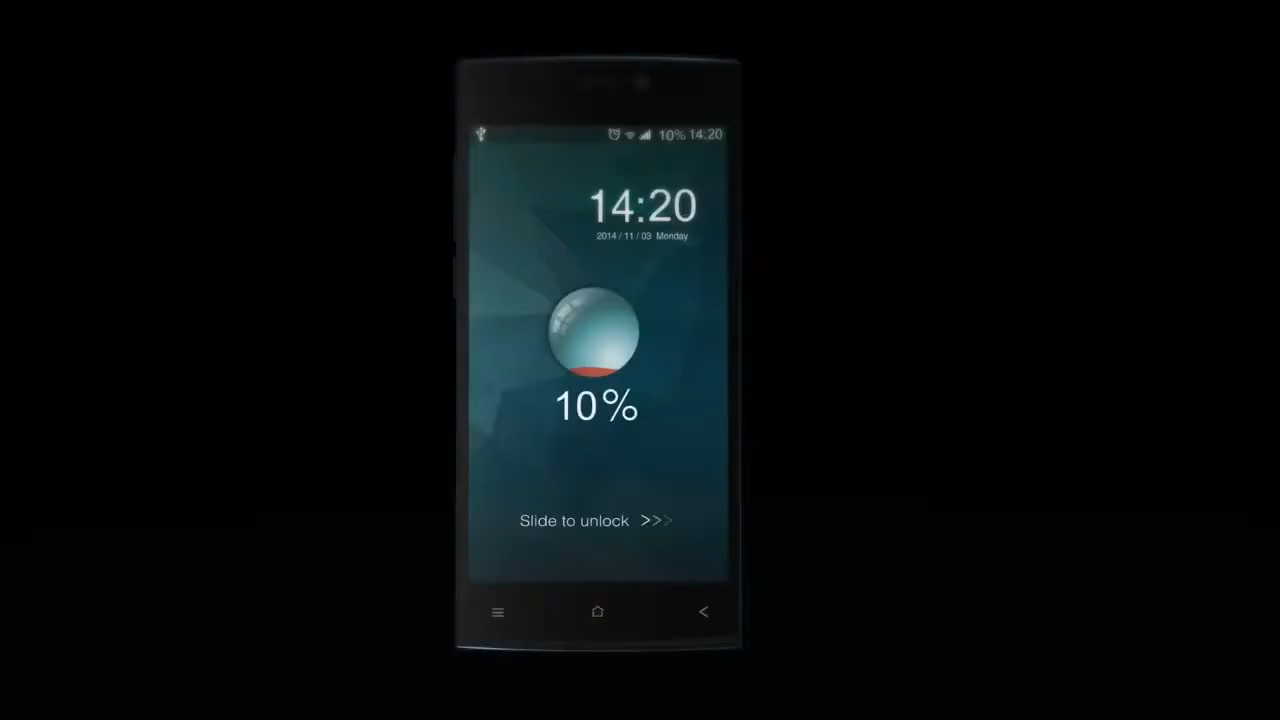 10% 14:20
14:20
2014 / 11 / 03 Monday
10%
Slide to unlock >>>